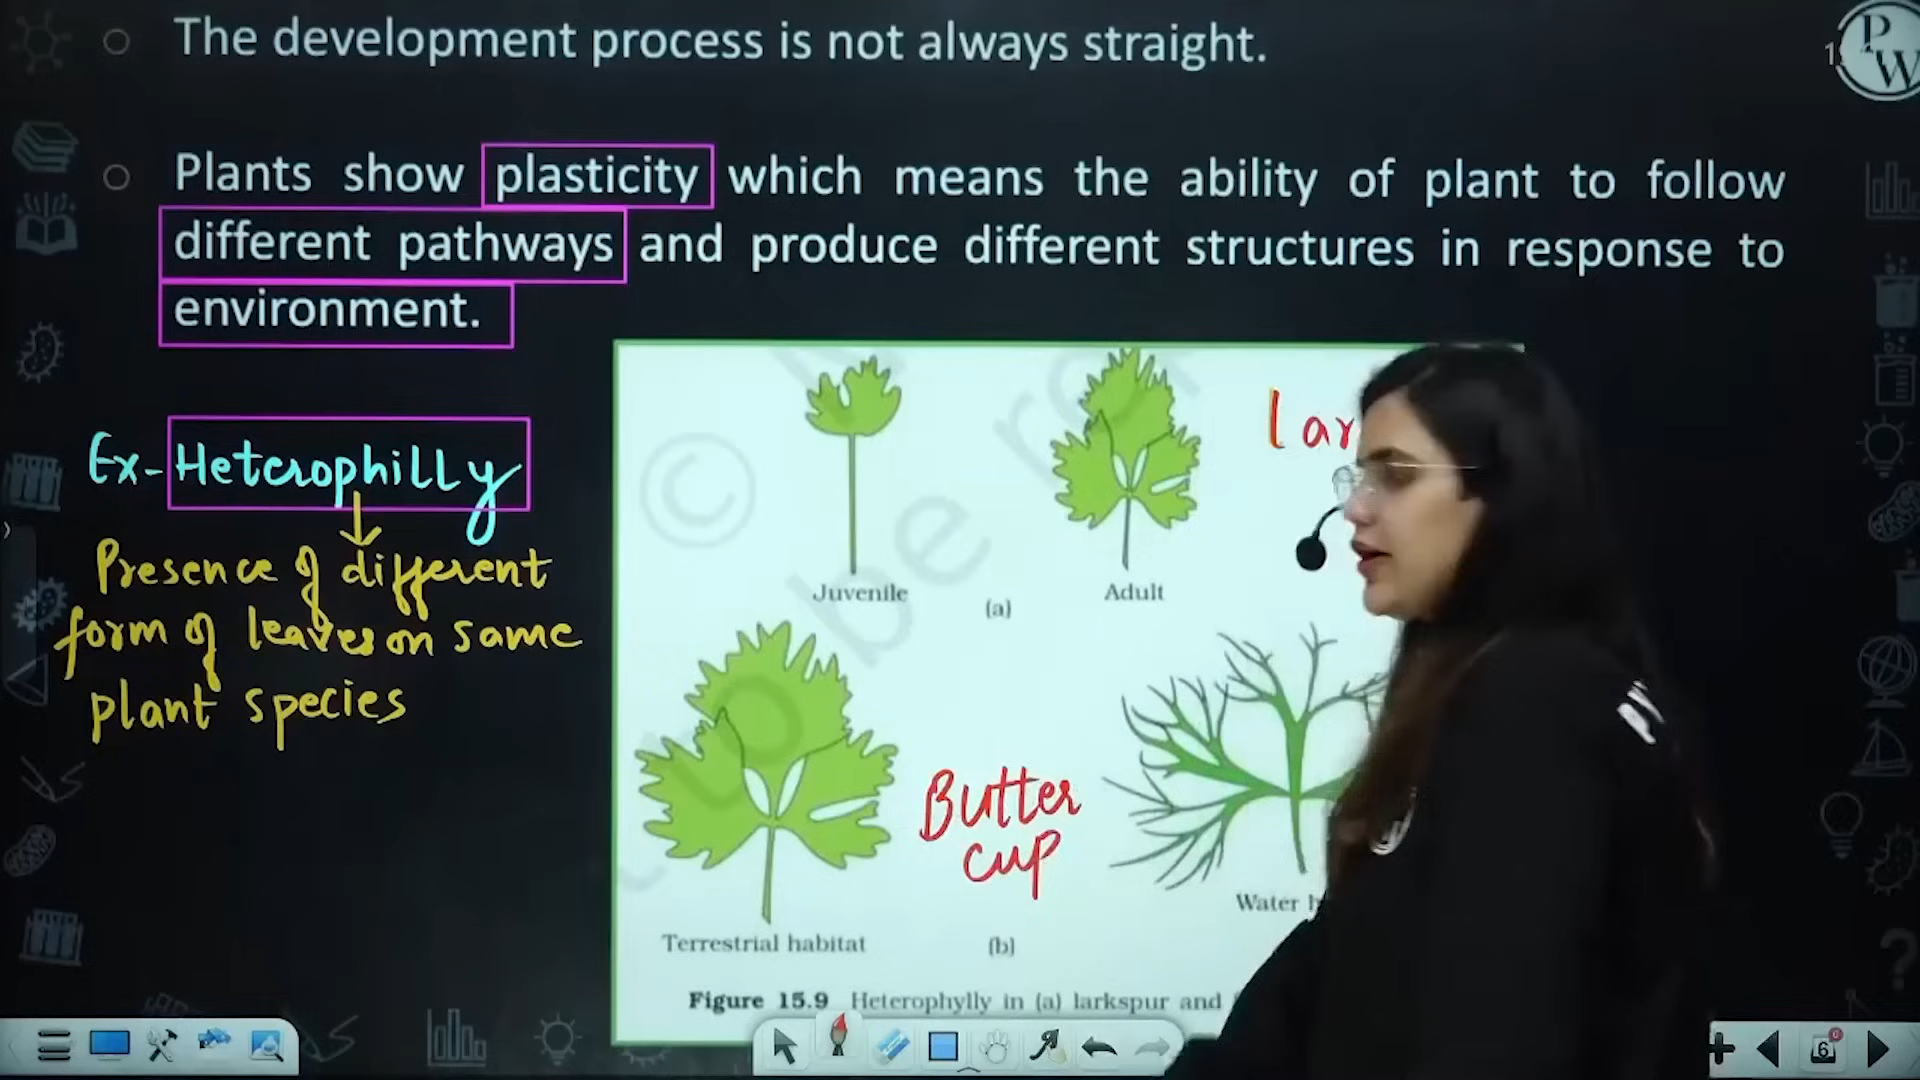 The development process is not always straight.
PW
Plants show plasticity which means the ability of plant to follow
different pathways and produce different structures in response to
environment.
Ex-Heterophilly
Presence of different
form of leaves on same
plant species
Juvenile
(a)
Adult
Butter
cup
Water
Terrestrial habitat
(b)
Figure 15.9 Heterophylly in (a) larkspur and
6